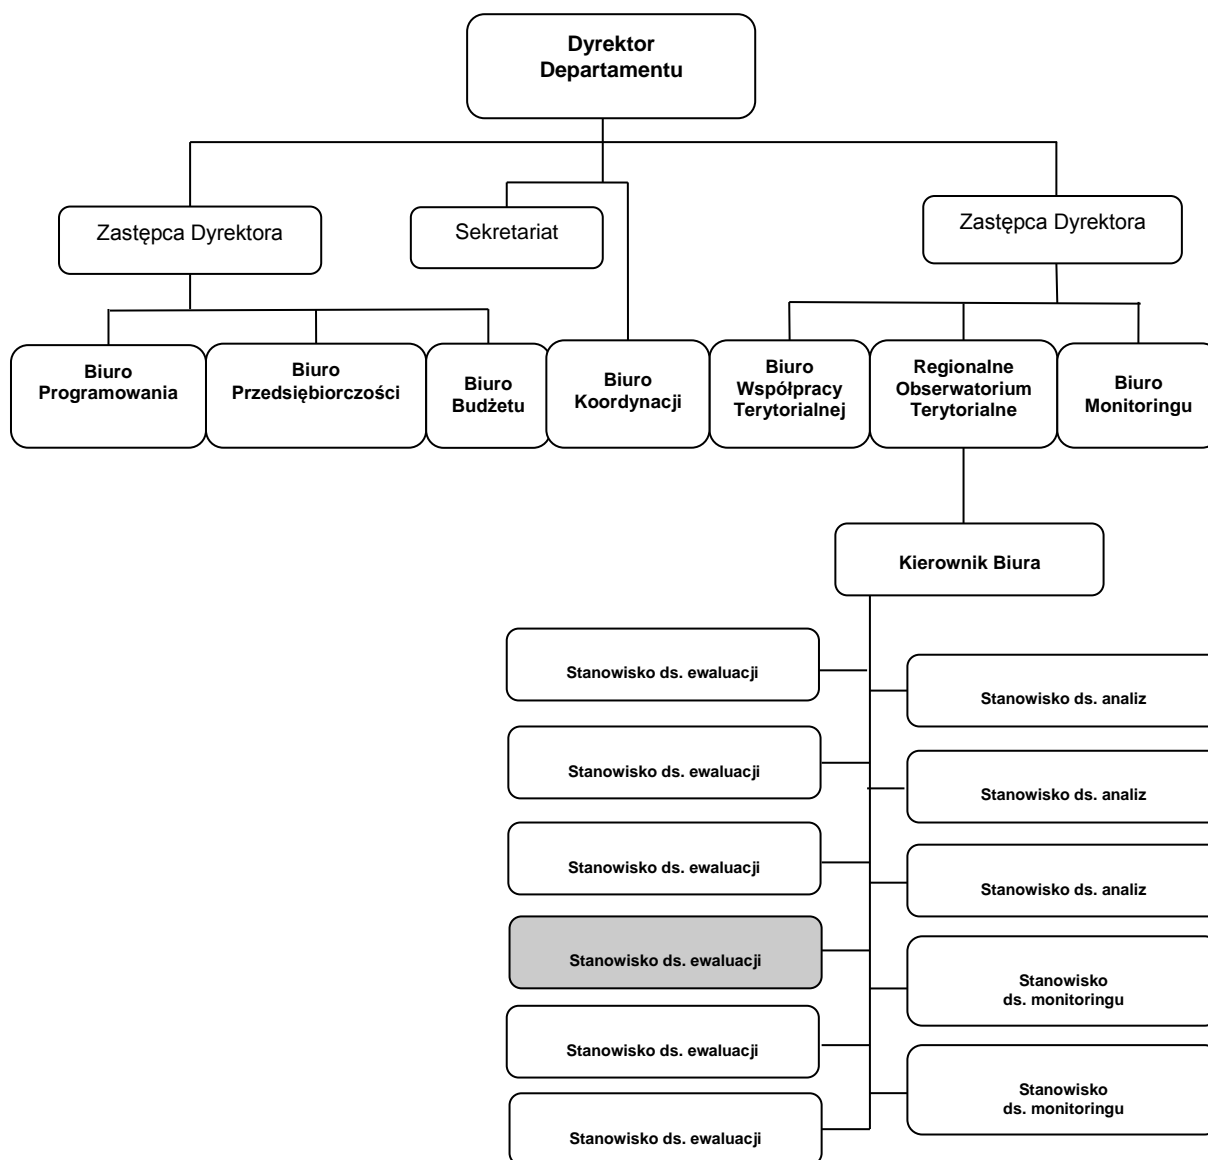 Dyrektor
Departamentu
Zastępca Dyrektora
Sekretariat
Zastępca Dyrektora
Biuro
Programowania
Biuro
Przedsiębiorczości
Biuro
Budżetu
Biuro
Koordynacji
Biuro
Współpracy
Terytorialnej
Regionalne
Obserwatorium
Terytorialne
Biuro
Monitoringu
Kierownik Biura
Stanowisko ds. ewaluacji
Stanowisko ds. ewaluacji
Stanowisko ds. ewaluacji
Stanowisko ds. ewaluacji
Stanowisko ds. ewaluacji
Stanowisko ds. ewaluacji
Stanowisko ds. analiz
Stanowisko ds. analiz
Stanowisko ds. analiz
Stanowisko
ds. monitoringu
Stanowisko
ds. monitoringu